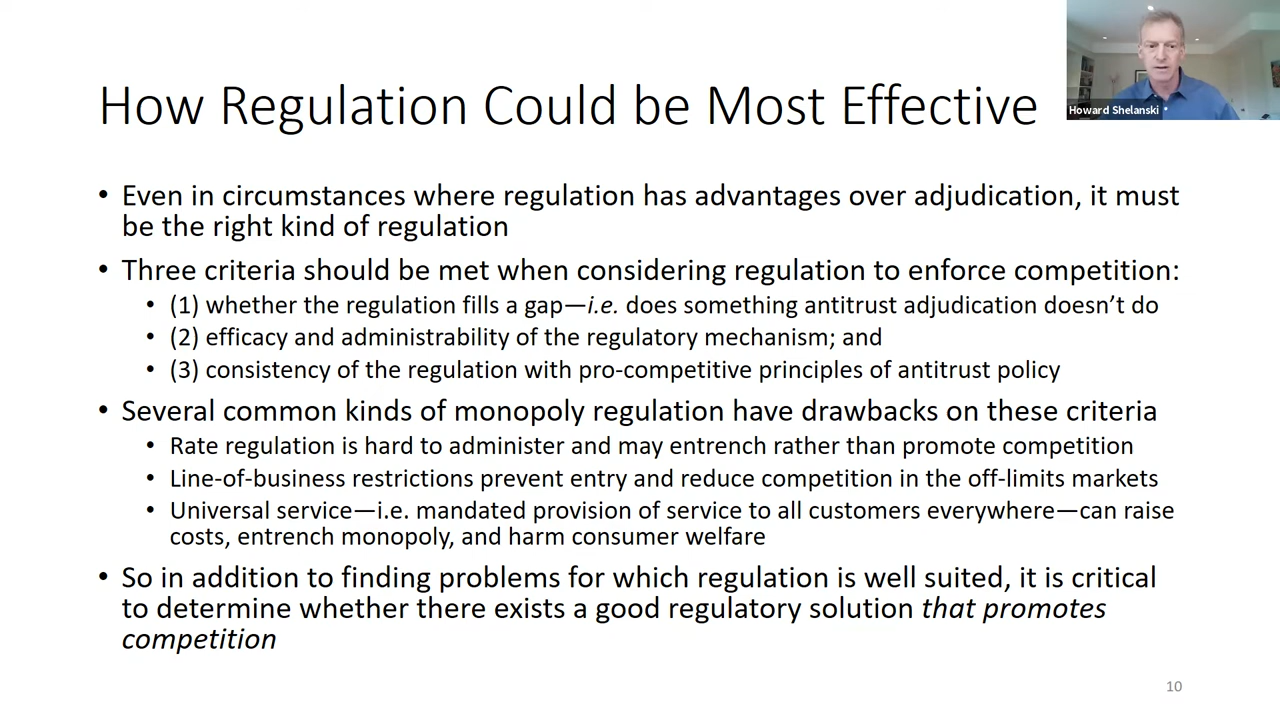 How Regulation Could be Most Effective
Howard Shelanski
• Even in circumstances where regulation has advantages over adjudication, it must
be the right kind of regulation
• Three criteria should be met when considering regulation to enforce competition:
• (1) whether the regulation fills a gap—i.e. does something antitrust adjudication doesn’t do
• (2) efficacy and administrability of the regulatory mechanism; and
• (3) consistency of the regulation with pro-competitive principles of antitrust policy
• Several common kinds of monopoly regulation have drawbacks on these criteria
• Rate regulation is hard to administer and may entrench rather than promote competition
• Line-of-business restrictions prevent entry and reduce competition in the off-limits markets
• Universal service—i.e. mandated provision of service to all customers everywhere—can raise
costs, entrench monopoly, and harm consumer welfare
• So in addition to finding problems for which regulation is well suited, it is critical
to determine whether there exists a good regulatory solution that promotes
competition
10